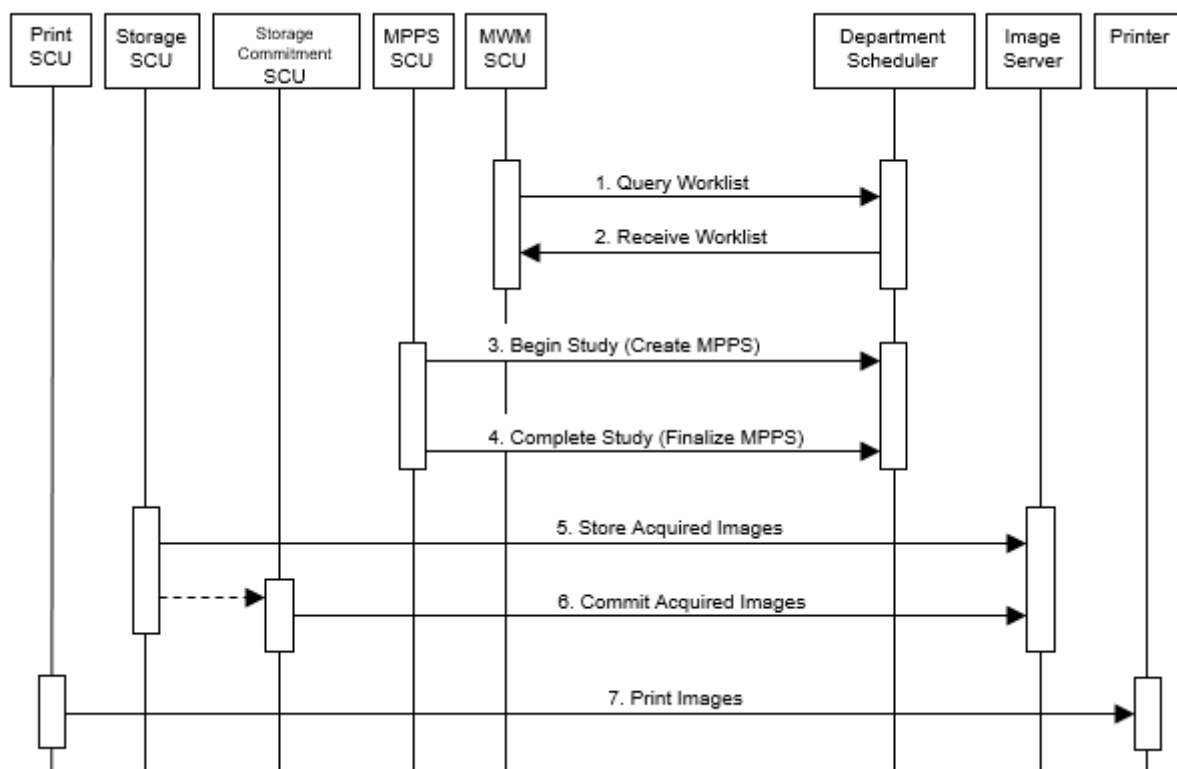 Print
SCU
Storage
SCU
Storage
Commitment
SCU
MPPS
SCU
MWM
SCU
Department
Scheduler
Image
Server
Printer
1. Query Worklist
2. Receive Worklist
3. Begin Study (Create MPPS)
4. Complete Study (Finalize MPPS)
5. Store Acquired Images
6. Commit Acquired Images
7. Print Images